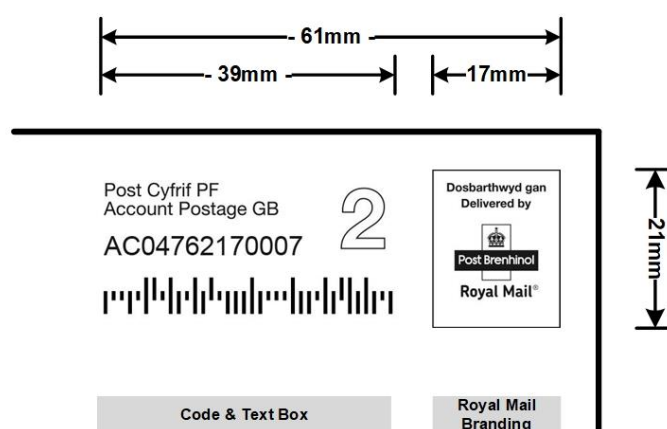 - 61mm -
- 39mm -
17mm
Post Cyfrif PF
Account Postage GB
2
AC04762170007
Dosbarthwyd gan
Delivered by
Post Brenhinol
Royal Mail®
21mm
Code & Text Box
Royal Mail
Branding